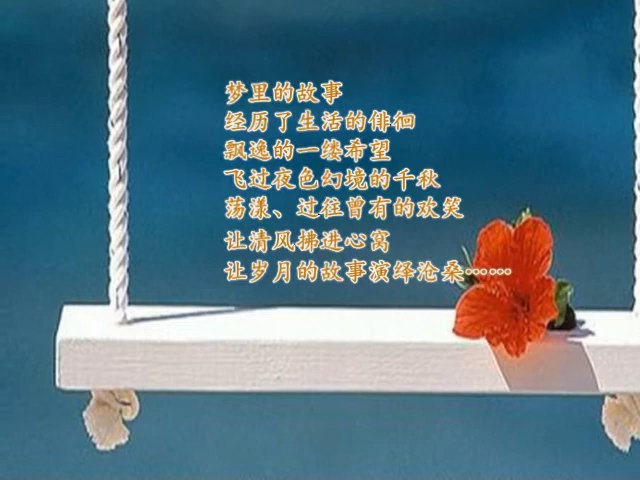 梦里的故事
经历了生活的俳徊
飘逸的一缕希望
飞过夜色幻境的千秋
荡漾、过往曾有的欢笑
让清风拂进心窝
让岁月的故事演绎沧桑……